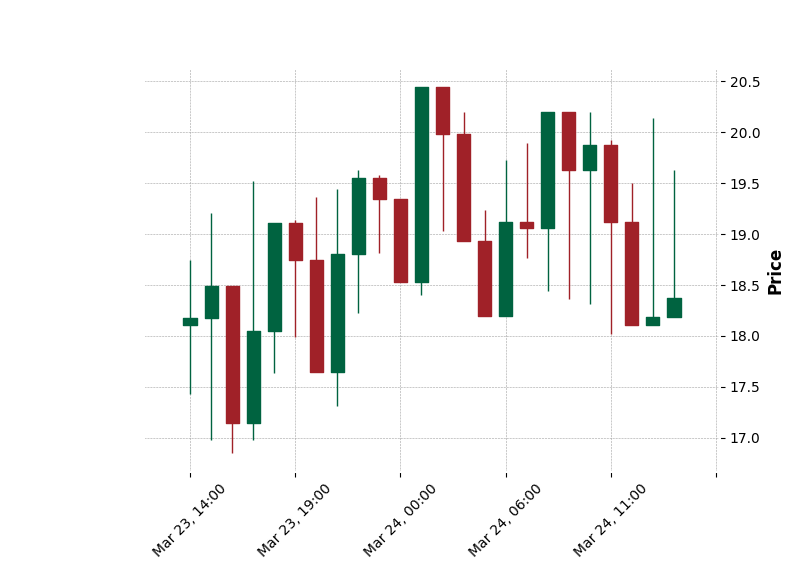 20.5
20.0
19.5
19.0
18.5
18.0
17.5
17.0
Price
Mar 23, 14:00
Mar 23, 19:00
Mar 24, 00:00
Mar 24, 06:00
Mar 24, 11:00